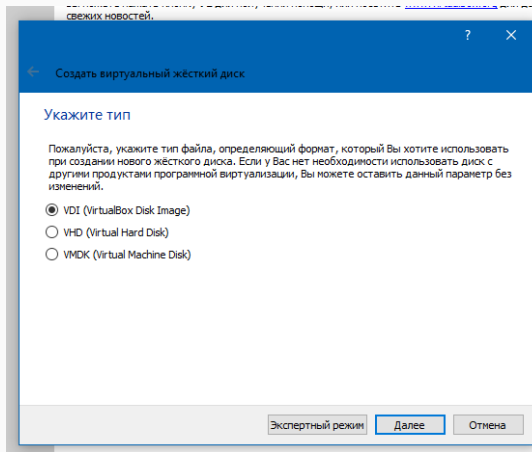 свежих новостей.
?
Создать виртуальный жёсткий диск
Укажите тип
Пожалуйста, укажите тип файла, определяющий формат, который Вы хотите использовать
при создании нового жёсткого диска. Если у Вас нет необходимости использовать диск с
другими продуктами программной виртуализации, Вы можете оставить данный параметр без
изменений.
VDI (VirtualBox Disk Image)
VHD (Virtual Hard Disk)
VMDK (Virtual Machine Disk)
Экспертный режим Далее Отмена